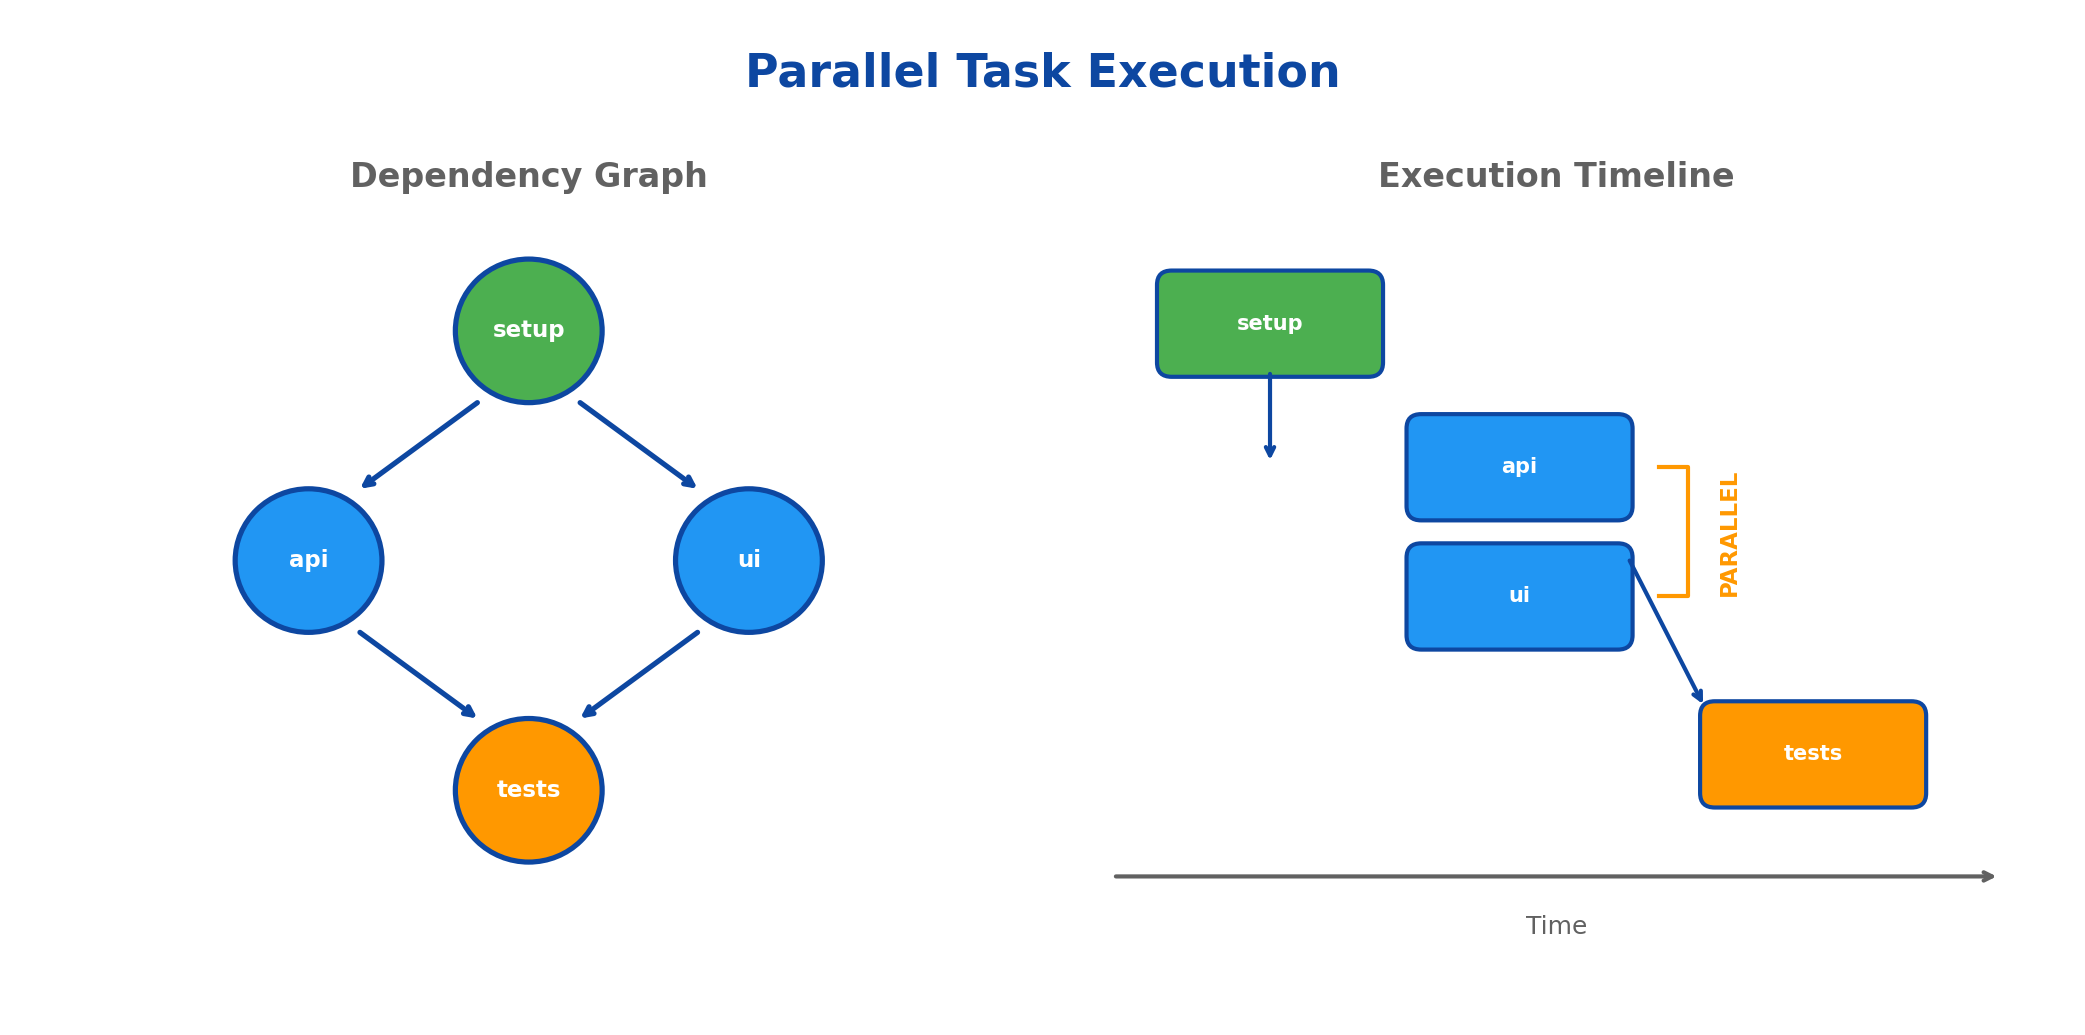 Parallel Task Execution
Dependency Graph
setup
api
ui
tests
Execution Timeline
setup
api
ui
PARALLEL
tests
Time